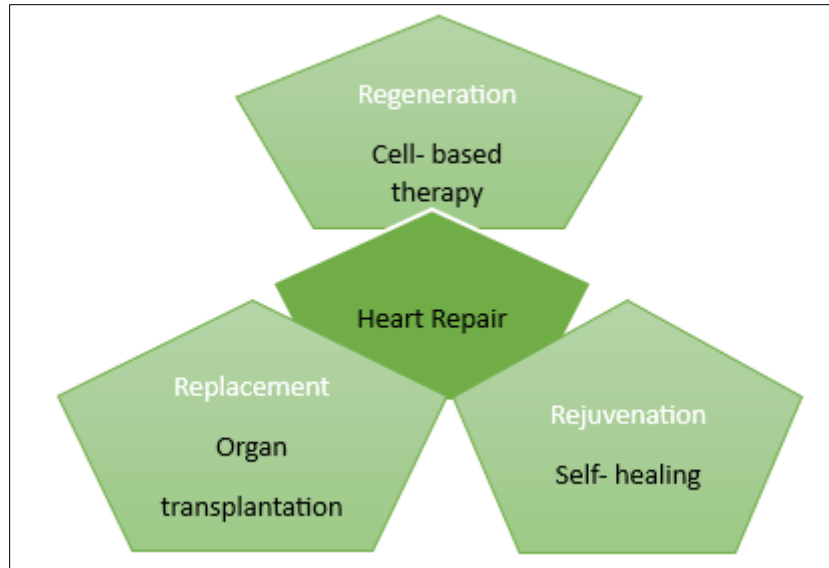 Regeneration
Cell- based
therapy
Heart Repair
Replacement
Organ
transplantation
Rejuvenation
Self- healing